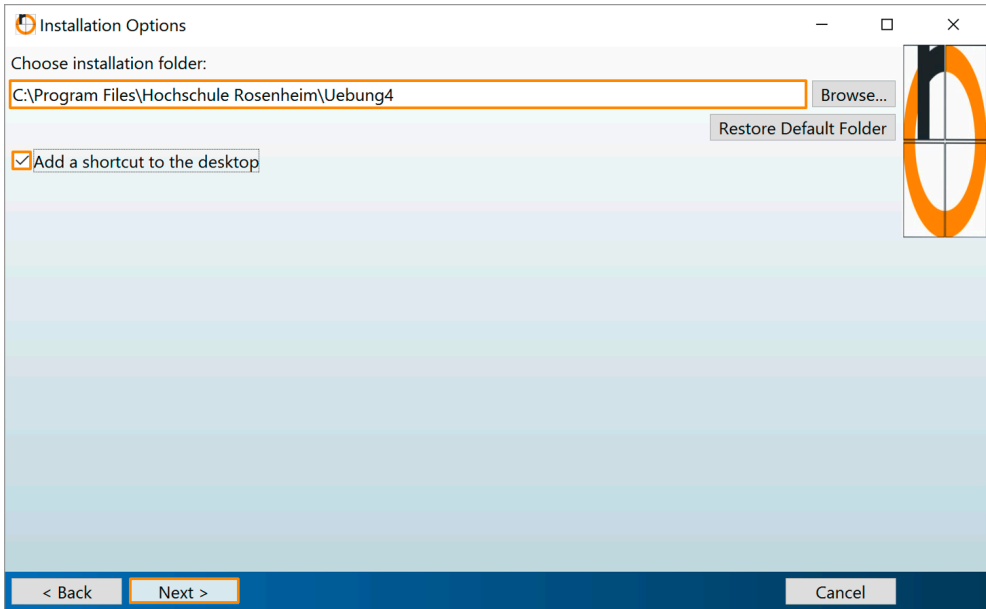 Installation Options
Choose installation folder:
C:\Program Files\Hochschule Rosenheim\Uebung4
Browse...
Restore Default Folder
Add a shortcut to the desktop
< Back
Next >
Cancel